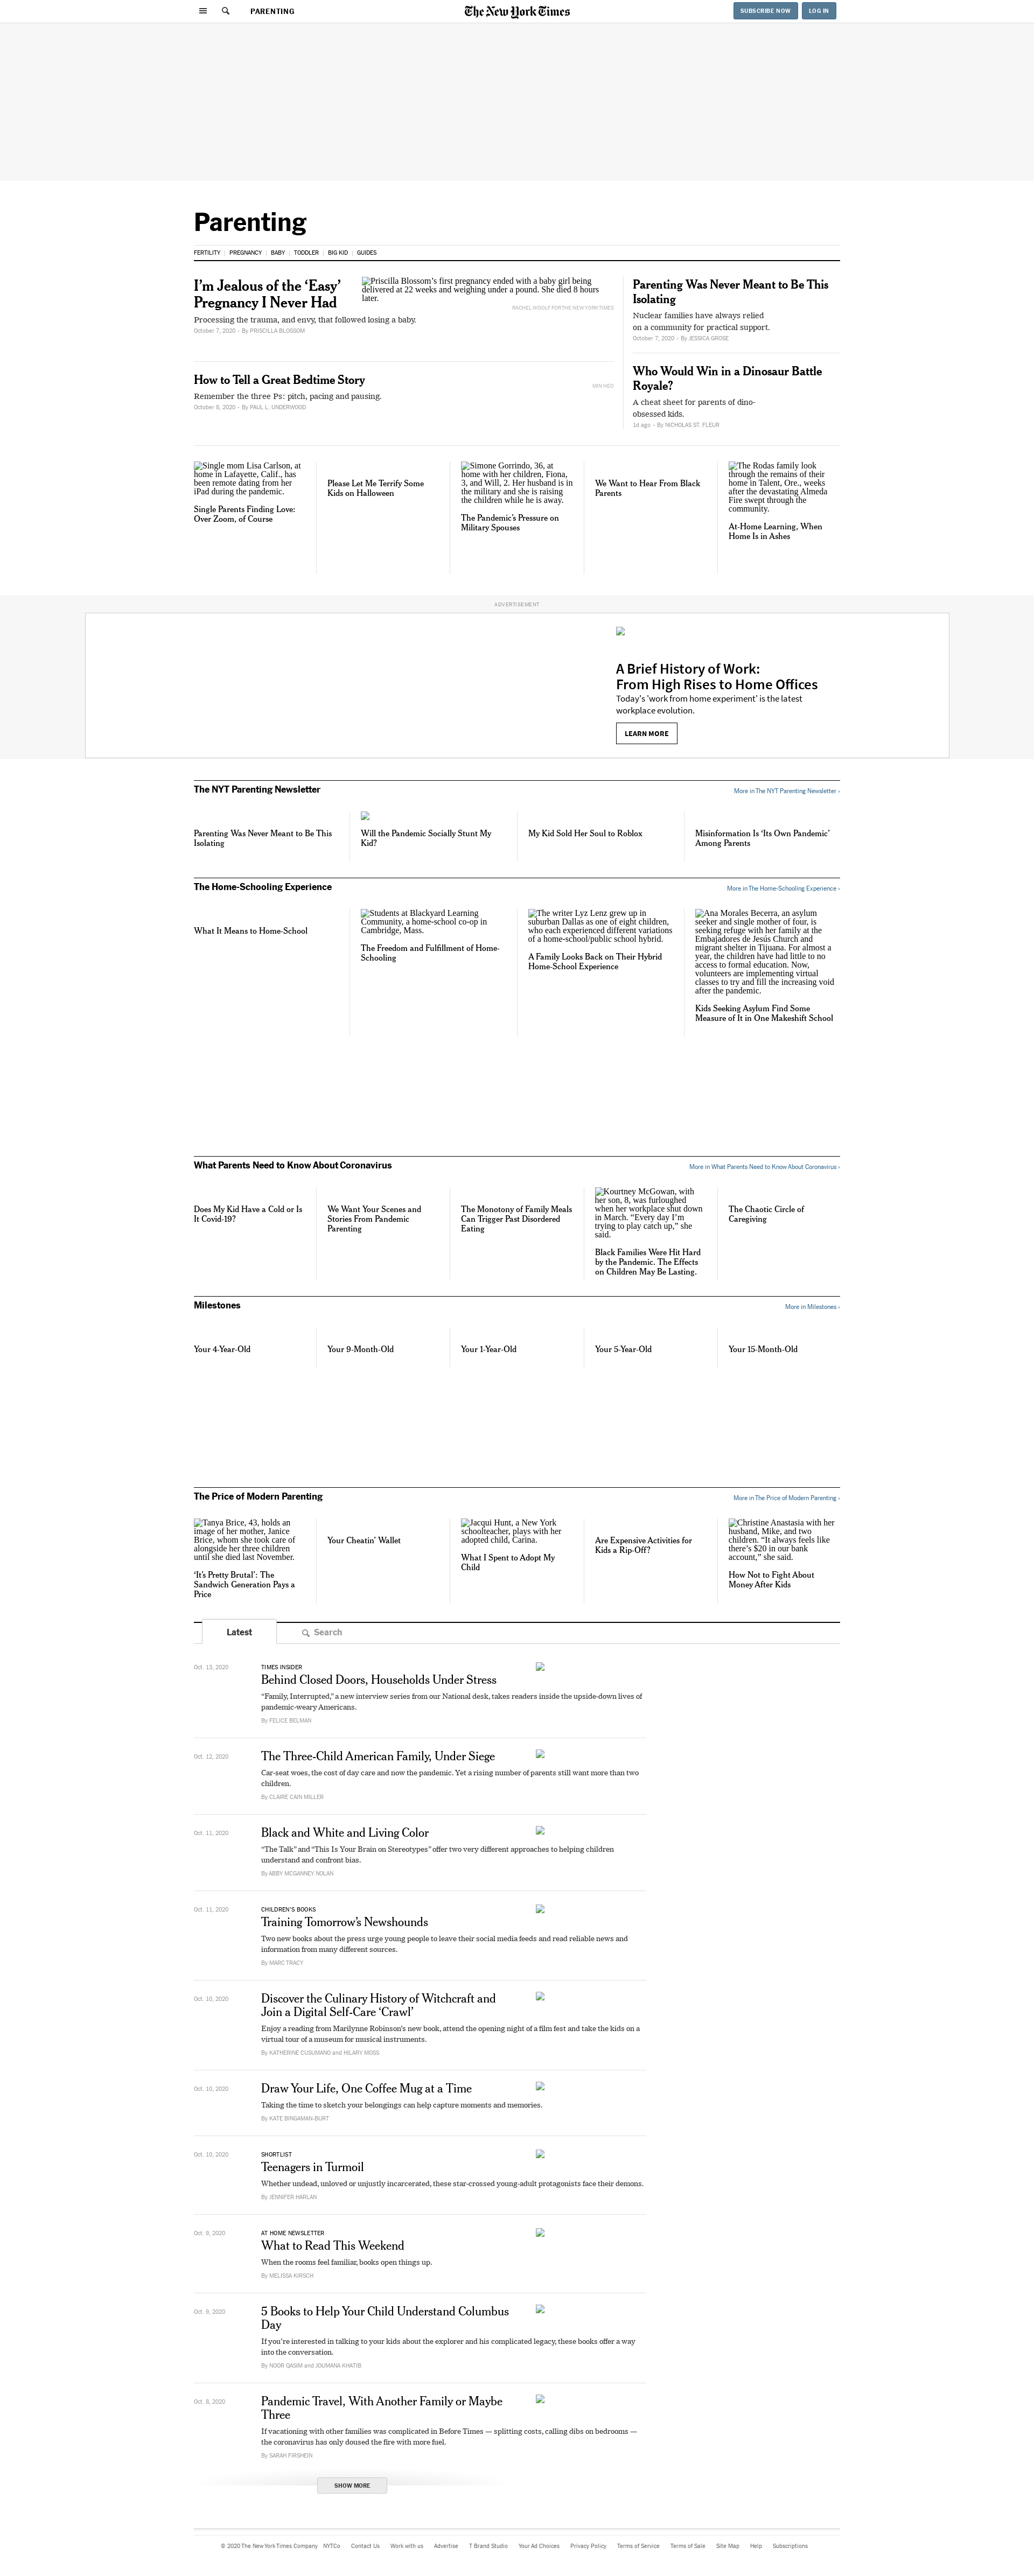 PARENTING
The New York Times
SUBSCRIBE NOW
LOG IN
Parenting
FERTILITY
PREGNANCY
BABY
TODDLER
BIG KID
GUIDES
I’m Jealous of the ‘Easy’
Pregnancy I Never Had
Processing the trauma, and envy, that followed losing a baby.
October 7, 2020 - By PRISCILLA BLOSSOM
Priscilla Blossom’s first pregnancy ended with a baby girl being
delivered at 22 weeks and weighing under a pound. She died 8 hours
later.
RACHEL WOOLF FOR THE NEW YORK TIMES
How to Tell a Great Bedtime Story
Remember the three Ps: pitch, pacing and pausing.
October 8, 2020 - By PAUL L. UNDERWOOD
MIN HEO
Parenting Was Never Meant to Be This
Isolating
Nuclear families have always relied
on a community for practical support.
October 7, 2020 - By JESSICA GROSE
Who Would Win in a Dinosaur Battle
Royale?
A cheat sheet for parents of dino-
obsessed kids.
1d ago - By NICHOLAS ST. FLEUR
Single mom Lisa Carlson, at
home in Lafayette, Calif., has
been remote dating from her
iPad during the pandemic.
Single Parents Finding Love:
Over Zoom, of Course
Please Let Me Terrify Some
Kids on Halloween
Simone Gorrindo, 36, at
home with her children, Fiona,
3, and Will, 2. Her husband is in
the military and she is raising
the children while he is away.
The Pandemic’s Pressure on
Military Spouses
We Want to Hear From Black
Parents
The Rodas family look
through the remains of their
home in Talent, Ore., weeks
after the devastating Almeda
Fire swept through the
community.
At-Home Learning, When
Home Is in Ashes
ADVERTISEMENT
A Brief History of Work:
From High Rises to Home Offices
Today's 'work from home experiment' is the latest
workplace evolution.
LEARN MORE
The NYT Parenting Newsletter
More in The NYT Parenting Newsletter ›
Parenting Was Never Meant to Be This
Isolating
Will the Pandemic Socially Stunt My
Kid?
My Kid Sold Her Soul to Roblox
Misinformation Is ‘Its Own Pandemic’
Among Parents
The Home-Schooling Experience
More in The Home-Schooling Experience ›
What It Means to Home-School
Students at Blackyard Learning
Community, a home-school co-op in
Cambridge, Mass.
The Freedom and Fulfillment of Home-
Schooling
The writer Lyz Lenz grew up in
suburban Dallas as one of eight children,
who each experienced different variations
of a home-school/public school hybrid.
A Family Looks Back on Their Hybrid
Home-School Experience
Ana Morales Becerra, an asylum
seeker and single mother of four, is
seeking refuge with her family at the
Embajadores de Jesús Church and
migrant shelter in Tijuana. For almost a
year, the children have had little to no
access to formal education. Now,
volunteers are implementing virtual
classes to try and fill the increasing void
after the pandemic.
Kids Seeking Asylum Find Some
Measure of It in One Makeshift School
What Parents Need to Know About Coronavirus
More in What Parents Need to Know About Coronavirus ›
Does My Kid Have a Cold or Is
It Covid-19?
We Want Your Scenes and
Stories From Pandemic
Parenting
The Monotony of Family Meals
Can Trigger Past Disordered
Eating
Kourtney McGowan, with
her son, 8, was furloughed
when her workplace shut down
in March. “Every day I’m
trying to play catch up,” she
said.
Black Families Were Hit Hard
by the Pandemic. The Effects
on Children May Be Lasting.
The Chaotic Circle of
Caregiving
Milestones
More in Milestones ›
Your 4-Year-Old
Your 9-Month-Old
Your 1-Year-Old
Your 5-Year-Old
Your 15-Month-Old
The Price of Modern Parenting
More in The Price of Modern Parenting ›
Tanya Brice, 43, holds an
image of her mother, Janice
Brice, whom she took care of
alongside her three children
until she died last November.
‘It’s Pretty Brutal’: The
Sandwich Generation Pays a
Price
Your Cheatin’ Wallet
Jacqui Hunt, a New York
schoolteacher, plays with her
adopted child, Carina.
What I Spent to Adopt My
Child
Are Expensive Activities for
Kids a Rip-Off?
Christine Anastasia with her
husband, Mike, and two
children. “It always feels like
there’s $20 in our bank
account,” she said.
How Not to Fight About
Money After Kids
Latest
Search
Oct. 13, 2020
TIMES INSIDER
Behind Closed Doors, Households Under Stress
“Family, Interrupted,” a new interview series from our National desk, takes readers inside the upside-down lives of
pandemic-weary Americans.
By FELICE BELMAN
Oct. 12, 2020
The Three-Child American Family, Under Siege
Car-seat woes, the cost of day care and now the pandemic. Yet a rising number of parents still want more than two
children.
By CLAIRE CAIN MILLER
Oct. 11, 2020
Black and White and Living Color
“The Talk” and “This Is Your Brain on Stereotypes” offer two very different approaches to helping children
understand and confront bias.
By ABBY MCGANNEY NOLAN
Oct. 11, 2020
CHILDREN’S BOOKS
Training Tomorrow’s Newshounds
Two new books about the press urge young people to leave their social media feeds and read reliable news and
information from many different sources.
By MARC TRACY
Oct. 10, 2020
Discover the Culinary History of Witchcraft and
Join a Digital Self-Care ‘Crawl’
Enjoy a reading from Marilynne Robinson’s new book, attend the opening night of a film fest and take the kids on a
virtual tour of a museum for musical instruments.
By KATHERINE CUSUMANO and HILARY MOSS
Oct. 10, 2020
Draw Your Life, One Coffee Mug at a Time
Taking the time to sketch your belongings can help capture moments and memories.
By KATE BINGAMAN-BURT
Oct. 10, 2020
SHORTLIST
Teenagers in Turmoil
Whether undead, unloved or unjustly incarcerated, these star-crossed young-adult protagonists face their demons.
By JENNIFER HARLAN
Oct. 9, 2020
AT HOME NEWSLETTER
What to Read This Weekend
When the rooms feel familiar, books open things up.
By MELISSA KIRSCH
Oct. 9, 2020
5 Books to Help Your Child Understand Columbus
Day
If you’re interested in talking to your kids about the explorer and his complicated legacy, these books offer a way
into the conversation.
By NOOR QASIM and JOUMANA KHATIB
Oct. 8, 2020
Pandemic Travel, With Another Family or Maybe
Three
If vacationing with other families was complicated in Before Times — splitting costs, calling dibs on bedrooms —
the coronavirus has only doused the fire with more fuel.
By SARAH FIRSHEIN
SHOW MORE
© 2020 The New York Times Company
NYTCo
Contact Us
Work with us
Advertise
T Brand Studio
Your Ad Choices
Privacy Policy
Terms of Service
Terms of Sale
Site Map
Help
Subscriptions